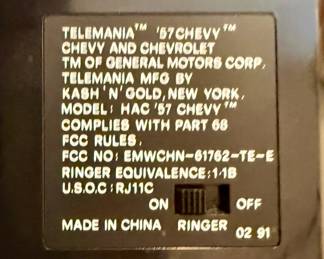 TELEMANIA™ '57 CHEVY™
CHEVY AND CHEVROLET
TM OF GENERAL MOTORS CORP.
TELEMANIA MFG BY
KASH 'N' GOLD, NEW YORK.
MODEL: HAC '57 CHEVY™
COMPLIES WITH PART 68
FCC RULES.
FCC NO: EMWCHN-61762-TE-E
RINGER EQUIVALENCE: 1·1B
U.S.O.C: RJ11C
ON OFF
MADE IN CHINA RINGER 02 91